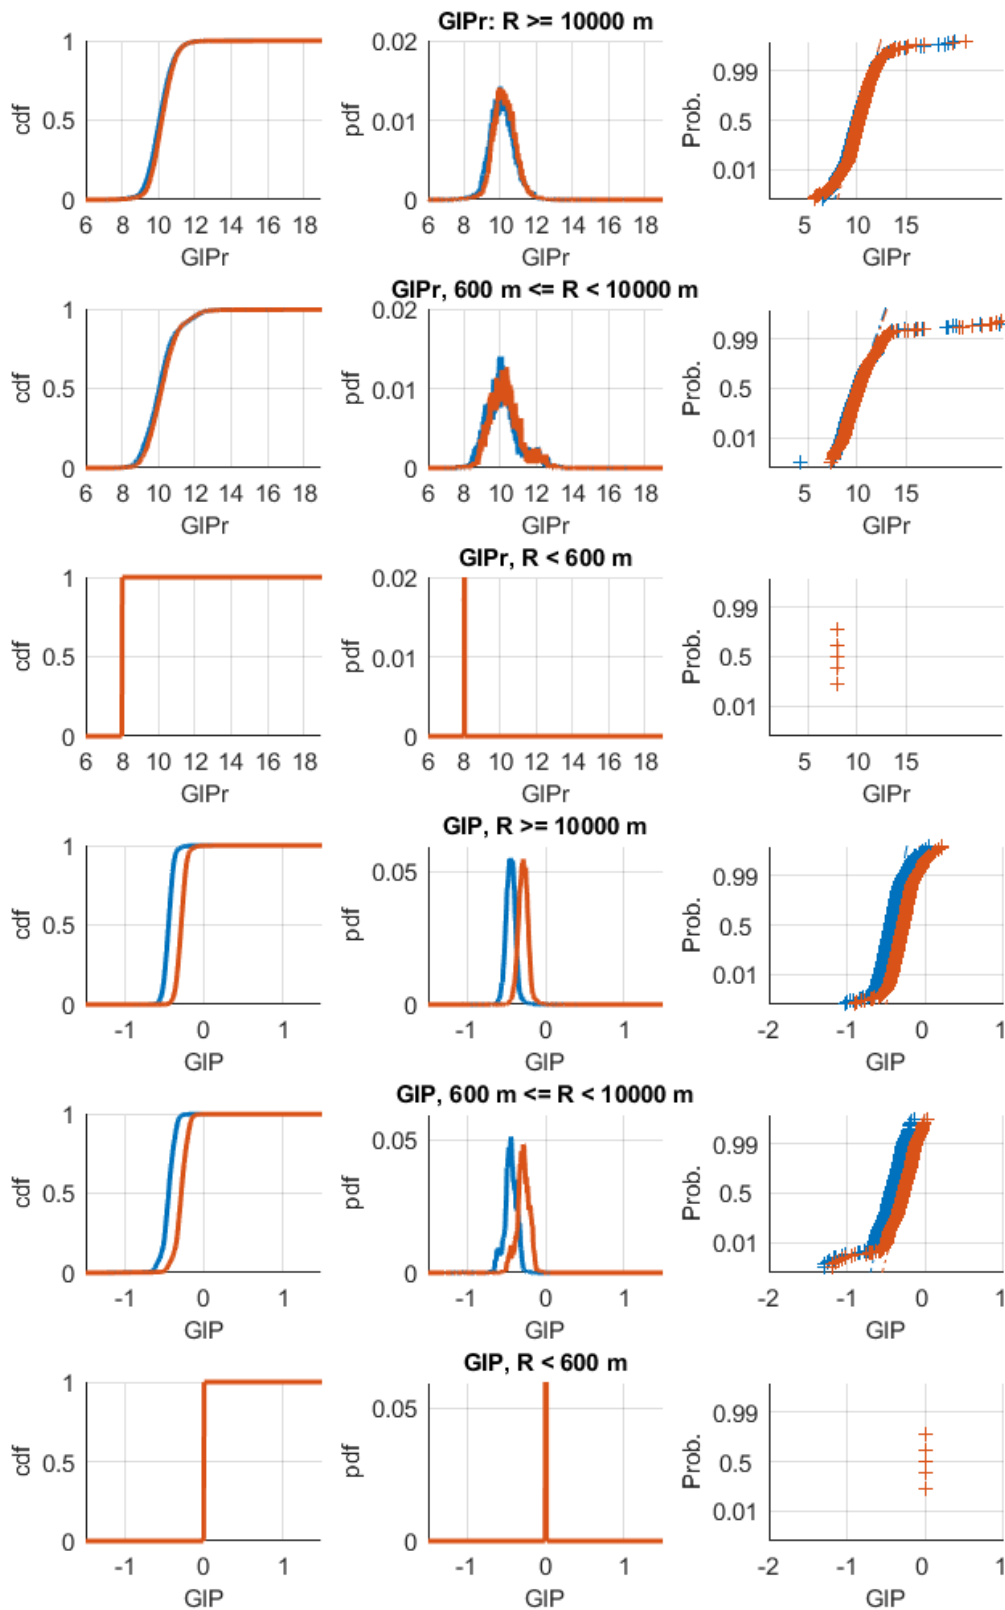 GIPr: R >= 10000 m
cdf 1 0.5 0 6 8 10 12 14 16 18 GIPr
pdf 0.02 0.01 0 6 8 10 12 14 16 18 GIPr
Prob. 0.99 0.5 0.01 5 10 15 GIPr
GIPr, 600 m <= R < 10000 m
cdf 1 0.5 0 6 8 10 12 14 16 18 GIPr
pdf 0.02 0.01 0 6 8 10 12 14 16 18 GIPr
Prob. 0.99 0.5 0.01 5 10 15 GIPr
GIPr, R < 600 m
cdf 1 0.5 0 6 8 10 12 14 16 18 GIPr
pdf 0.02 0.01 0 6 8 10 12 14 16 18 GIPr
Prob. 0.99 0.5 0.01 5 10 15 GIPr
GIP, R >= 10000 m
cdf 1 0.5 0 -1 0 1 GIP
pdf 0.05 0 -1 0 1 GIP
Prob. 0.99 0.5 0.01 -2 -1 0 1 GIP
GIP, 600 m <= R < 10000 m
cdf 1 0.5 0 -1 0 1 GIP
pdf 0.05 0 -1 0 1 GIP
Prob. 0.99 0.5 0.01 -2 -1 0 1 GIP
GIP, R < 600 m
cdf 1 0.5 0 -1 0 1 GIP
pdf 0.05 0 -1 0 1 GIP
Prob. 0.99 0.5 0.01 -2 -1 0 1 GIP